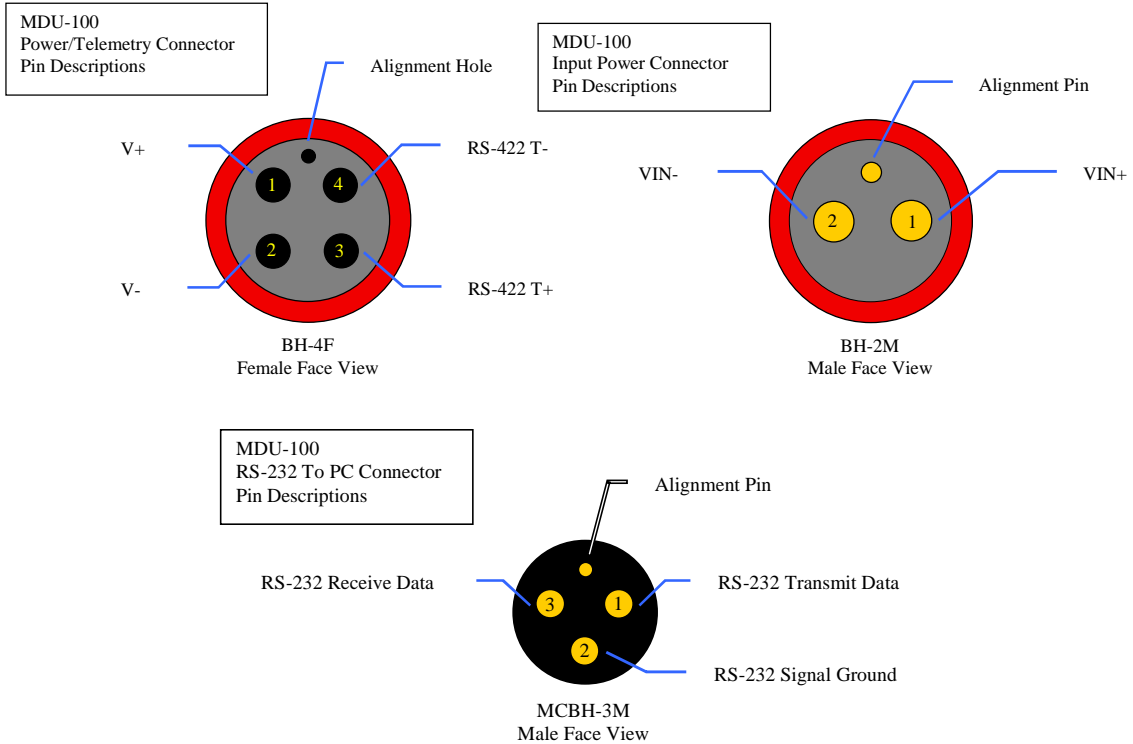 MDU-100
Power/Telemetry Connector
Pin Descriptions
Alignment Hole
V+
RS-422 T-
1
4
2
3
V-
RS-422 T+
BH-4F
Female Face View
MDU-100
Input Power Connector
Pin Descriptions
Alignment Pin
VIN-
VIN+
2
1
BH-2M
Male Face View
MDU-100
RS-232 To PC Connector
Pin Descriptions
Alignment Pin
RS-232 Receive Data
RS-232 Transmit Data
3
1
2
RS-232 Signal Ground
MCBH-3M
Male Face View